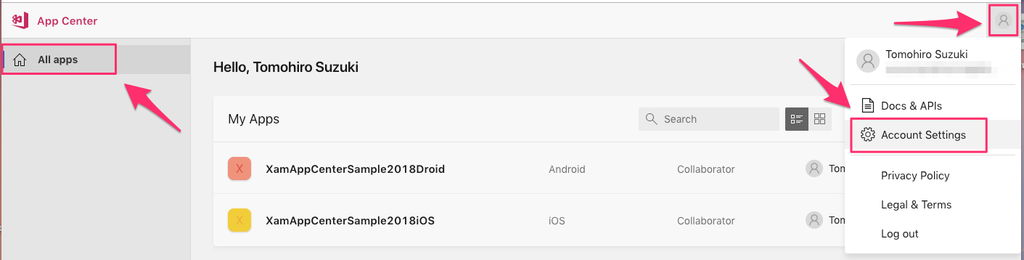 App Center
All apps
Hello, Tomohiro Suzuki
My Apps
Search
X
XamAppCenterSample2018Droid
Android
Collaborator
Tom
X
XamAppCenterSample2018iOS
iOS
Collaborator
Tom
Tomohiro Suzuki
Docs & APIs
Account Settings
Privacy Policy
Legal & Terms
Log out